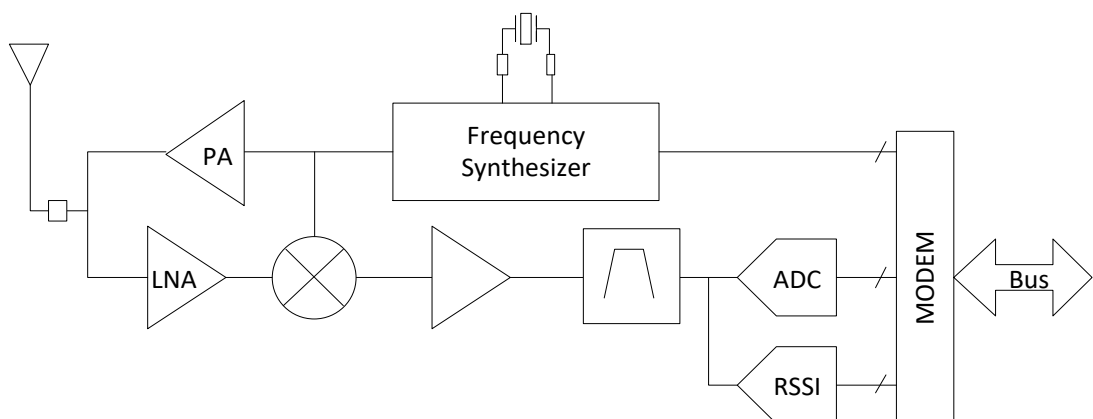 Frequency
Synthesizer
PA
LNA
ADC
MODEM
Bus
RSSI